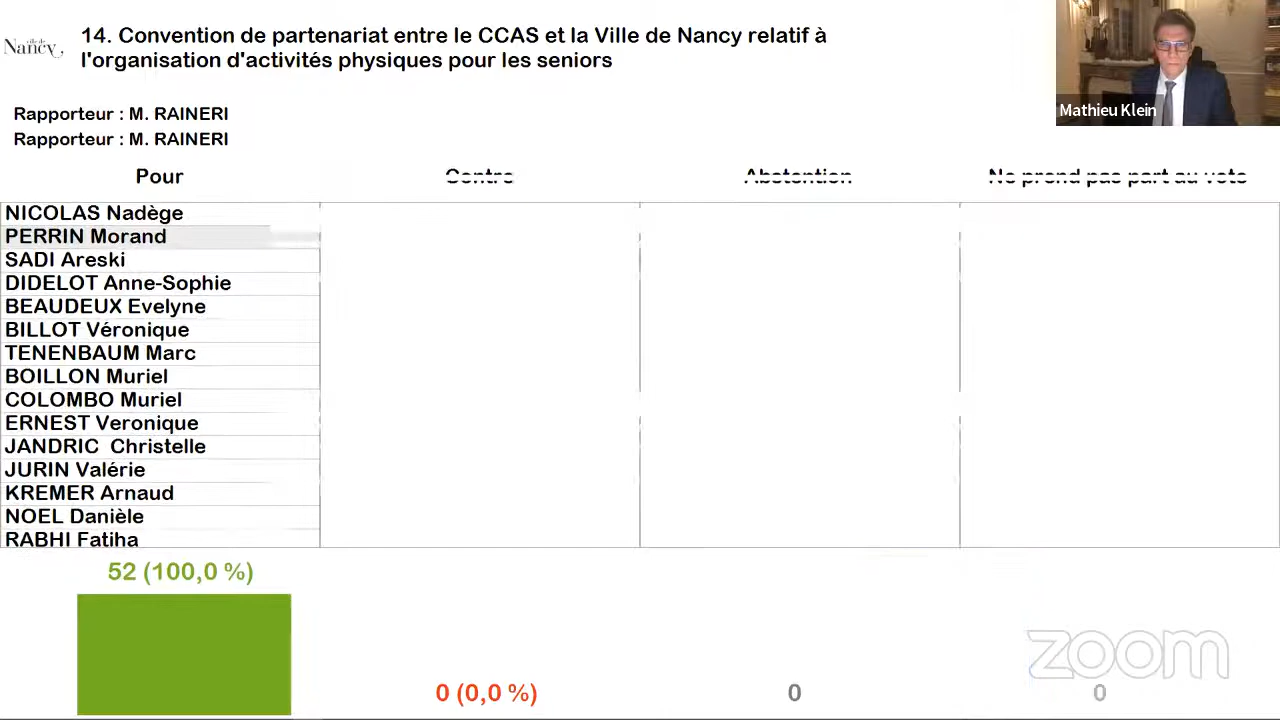 ville de
Nancy,
14. Convention de partenariat entre le CCAS et la Ville de Nancy relatif à
l'organisation d'activités physiques pour les seniors
Mathieu Klein
Rapporteur : M. RAINERI
Rapporteur : M. RAINERI
Pour Contre Abstention Ne prend pas part au vote
NICOLAS Nadège
PERRIN Morand
SADI Areski
DIDELOT Anne-Sophie
BEAUDEUX Evelyne
BILLOT Véronique
TENENBAUM Marc
BOILLON Muriel
COLOMBO Muriel
ERNEST Veronique
JANDRIC  Christelle
JURIN Valérie
KREMER Arnaud
NOEL Danièle
RABHI Fatiha
52 (100,0 %)
0 (0,0 %) 0 0
zoom